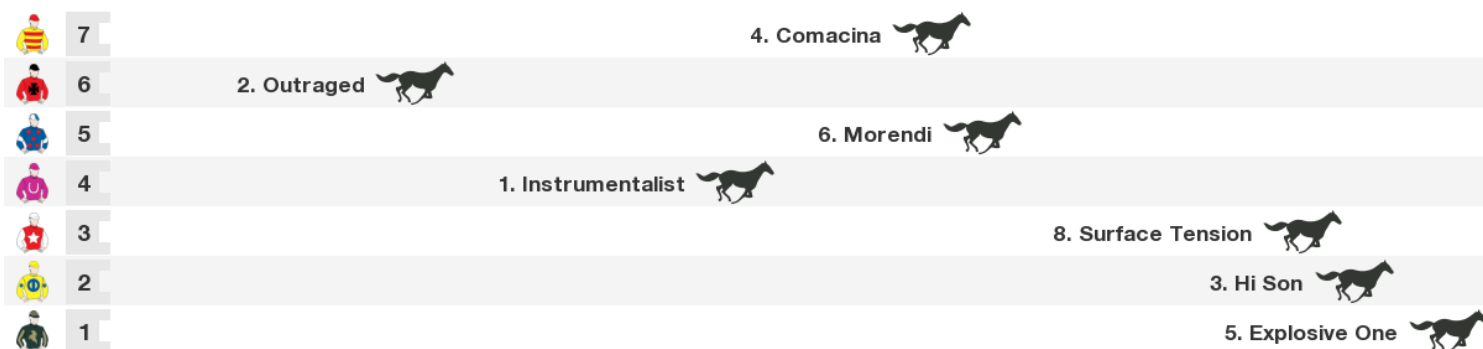 7 4. Comacina
6 2. Outraged
5 6. Morendi
4 1. Instrumentalist
3 8. Surface Tension
2 3. Hi Son
1 5. Explosive One